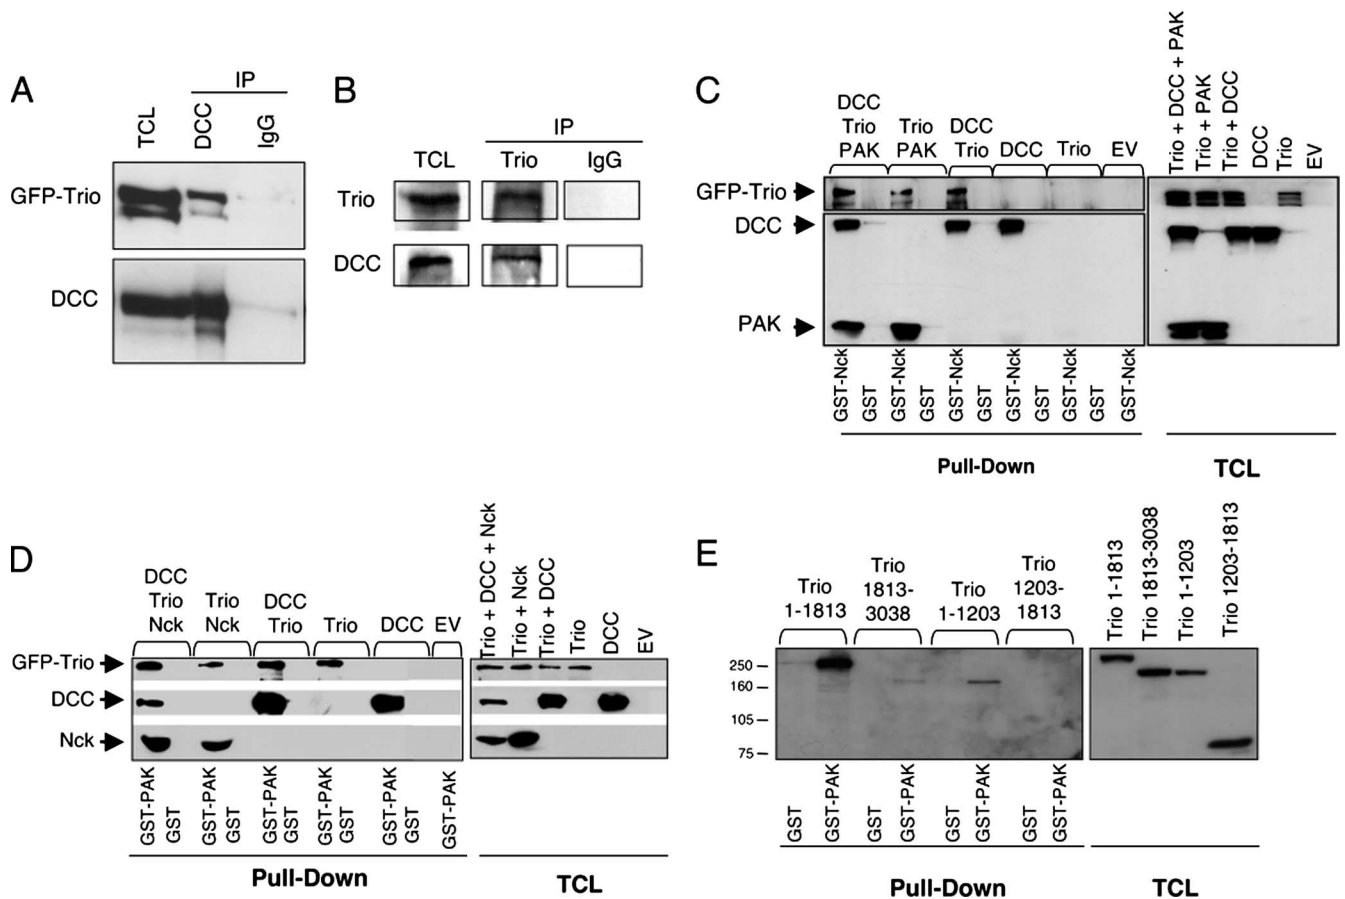 A
IP
TCL
DCC
IgG
GFP-Trio
DCC
B
IP
TCL
Trio
IgG
Trio
DCC
C
DCC
Trio
PAK
Trio
PAK
DCC
Trio
DCC
Trio
EV
Trio + DCC + PAK
Trio + PAK
Trio + DCC
DCC
Trio
EV
GFP-Trio
DCC
PAK
GST-Nck
GST
GST-Nck
GST
GST-Nck
GST
GST-Nck
GST
GST-Nck
GST
GST-Nck
Pull-Down
TCL
D
DCC
Trio
Nck
Trio
Nck
DCC
Trio
Trio
DCC
EV
Trio + DCC + Nck
Trio + Nck
Trio + DCC
Trio
DCC
EV
GFP-Trio
DCC
Nck
GST-PAK
GST
GST-PAK
GST
GST-PAK
GST
GST-PAK
GST
GST-PAK
GST
GST-PAK
Pull-Down
TCL
E
Trio
1-1813
Trio
1813-
3038
Trio
1-1203
Trio
1203-
1813
Trio 1-1813
Trio 1813-3038
Trio 1-1203
Trio 1203-1813
250
160
105
75
GST
GST-PAK
GST
GST-PAK
GST
GST-PAK
GST
GST-PAK
Pull-Down
TCL